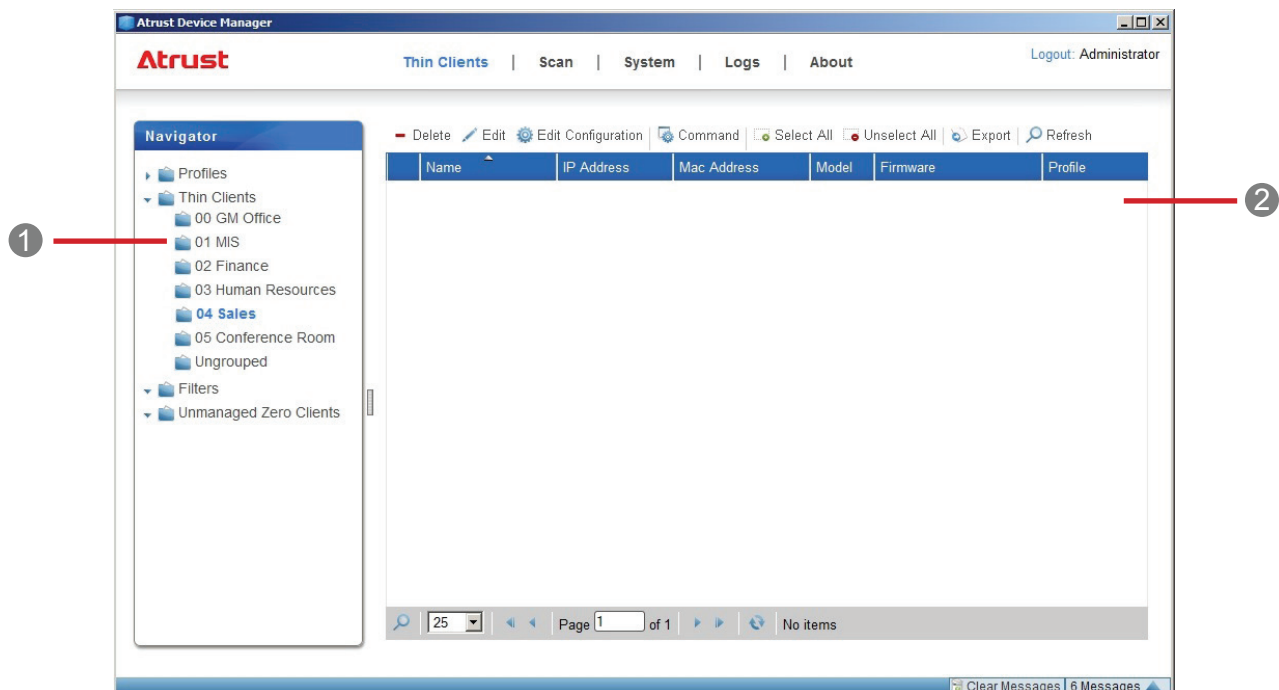 Atrust Device Manager
Atrust
Thin Clients | Scan | System | Logs | About
Logout: Administrator
Navigator
Profiles
Thin Clients
00 GM Office
01 MIS
02 Finance
03 Human Resources
04 Sales
05 Conference Room
Ungrouped
Filters
Unmanaged Zero Clients
Delete Edit Edit Configuration Command Select All Unselect All Export Refresh
Name IP Address Mac Address Model Firmware Profile
1
2
25 Page 1 of 1 No items
Clear Messages 6 Messages